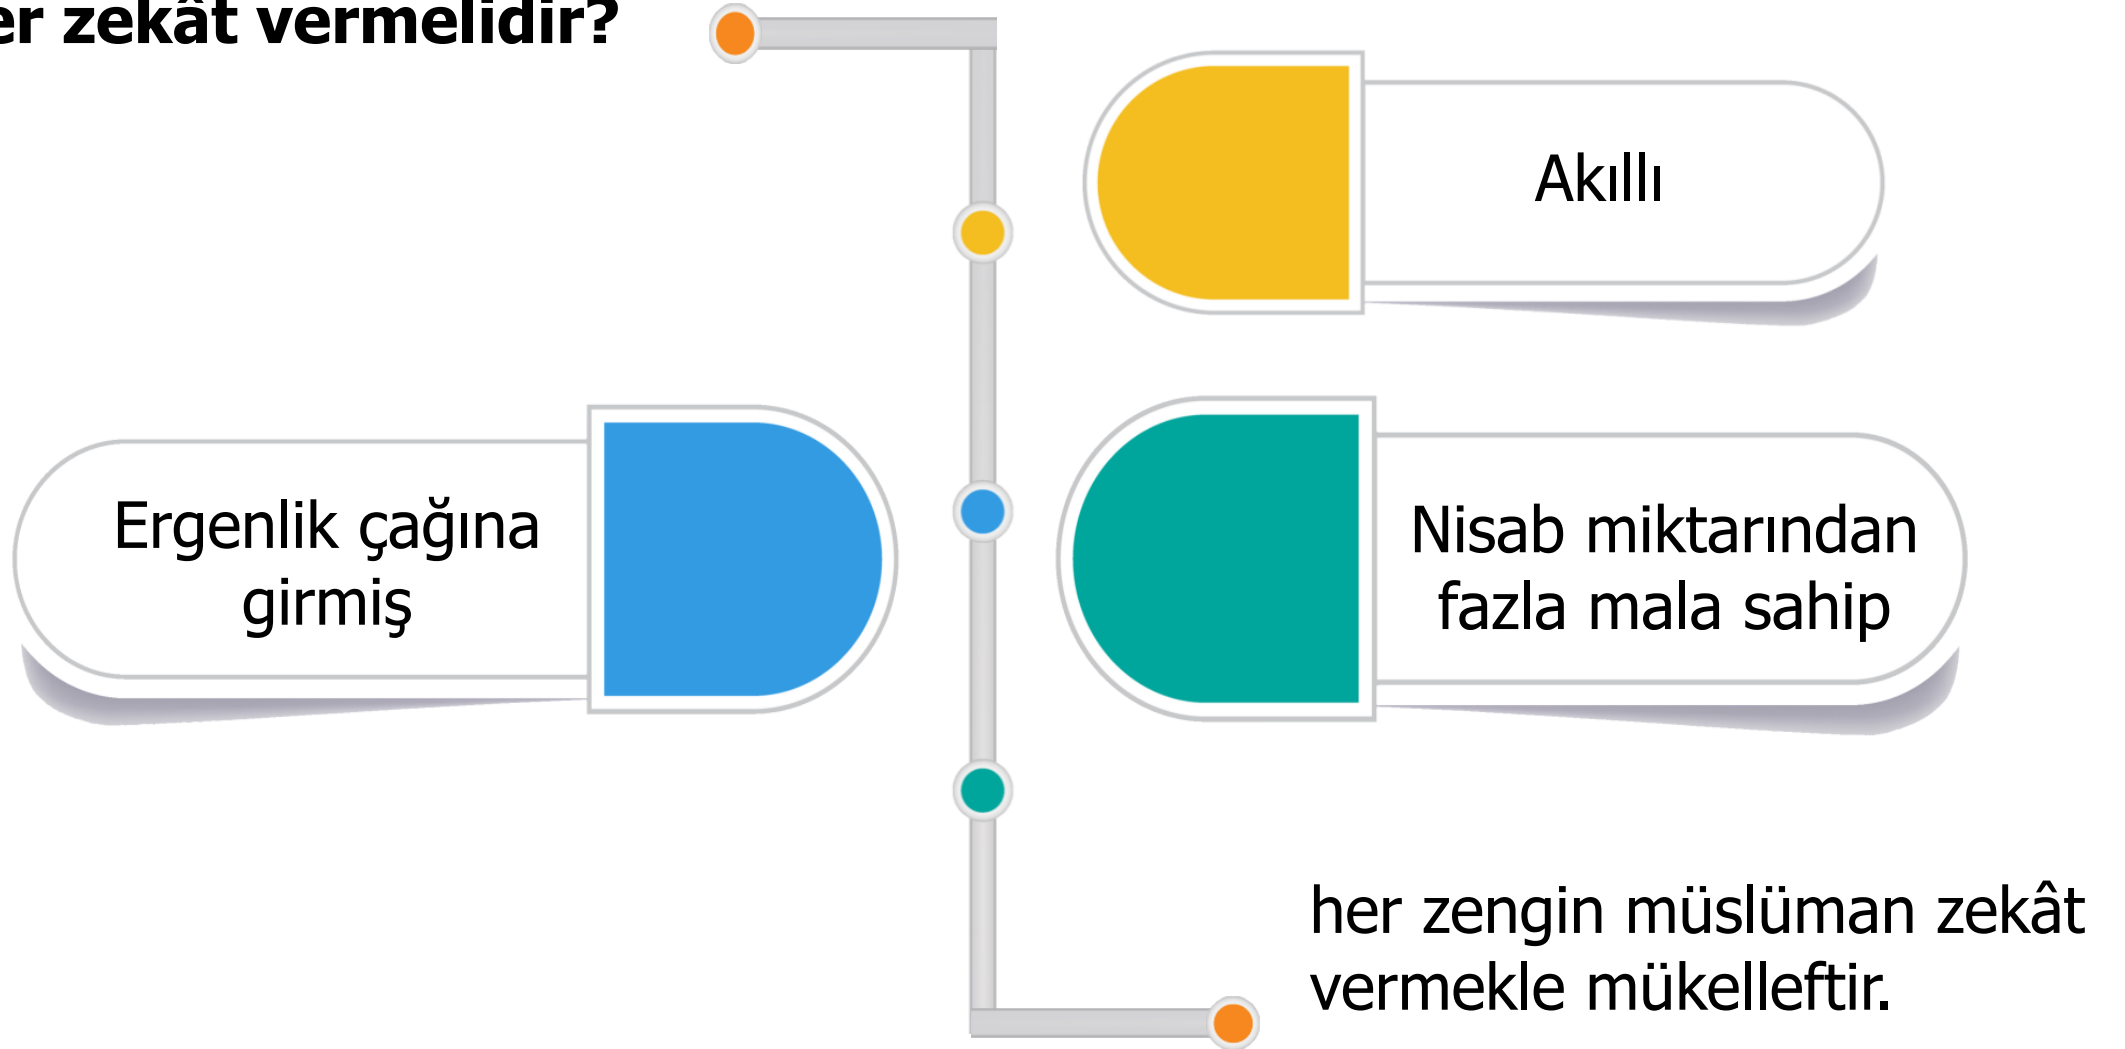 er zekât vermelidir?
Akıllı
Ergenlik çağına
girmiş
Nisab miktarından
fazla mala sahip
her zengin müslüman zekât
vermekle mükelleftir.